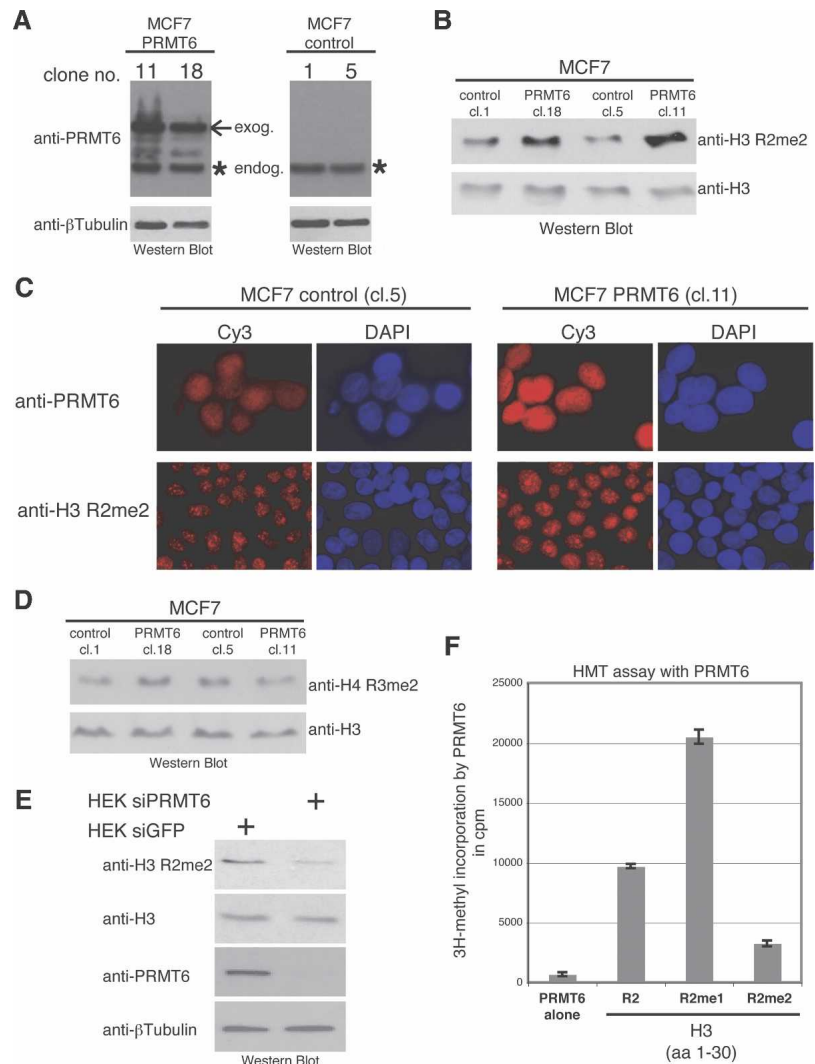 A
MCF7
PRMT6
MCF7
control
clone no. 11 18 1 5
anti-PRMT6
exog.
* endog. *
anti-βTubulin
Western Blot Western Blot
B
MCF7
control
cl.1
PRMT6
cl.18
control
cl.5
PRMT6
cl.11
anti-H3 R2me2
anti-H3
Western Blot
C
MCF7 control (cl.5) MCF7 PRMT6 (cl.11)
Cy3 DAPI Cy3 DAPI
anti-PRMT6
anti-H3 R2me2
D
MCF7
control
cl.1
PRMT6
cl.18
control
cl.5
PRMT6
cl.11
anti-H4 R3me2
anti-H3
Western Blot
E
HEK siPRMT6 +
HEK siGFP +
anti-H3 R2me2
anti-H3
anti-PRMT6
anti-βTubulin
Western Blot
F
HMT assay with PRMT6
3H-methyl incorporation by PRMT6
in cpm
25000
20000
15000
10000
5000
0
PRMT6
alone
R2 R2me1 R2me2
H3
(aa 1-30)